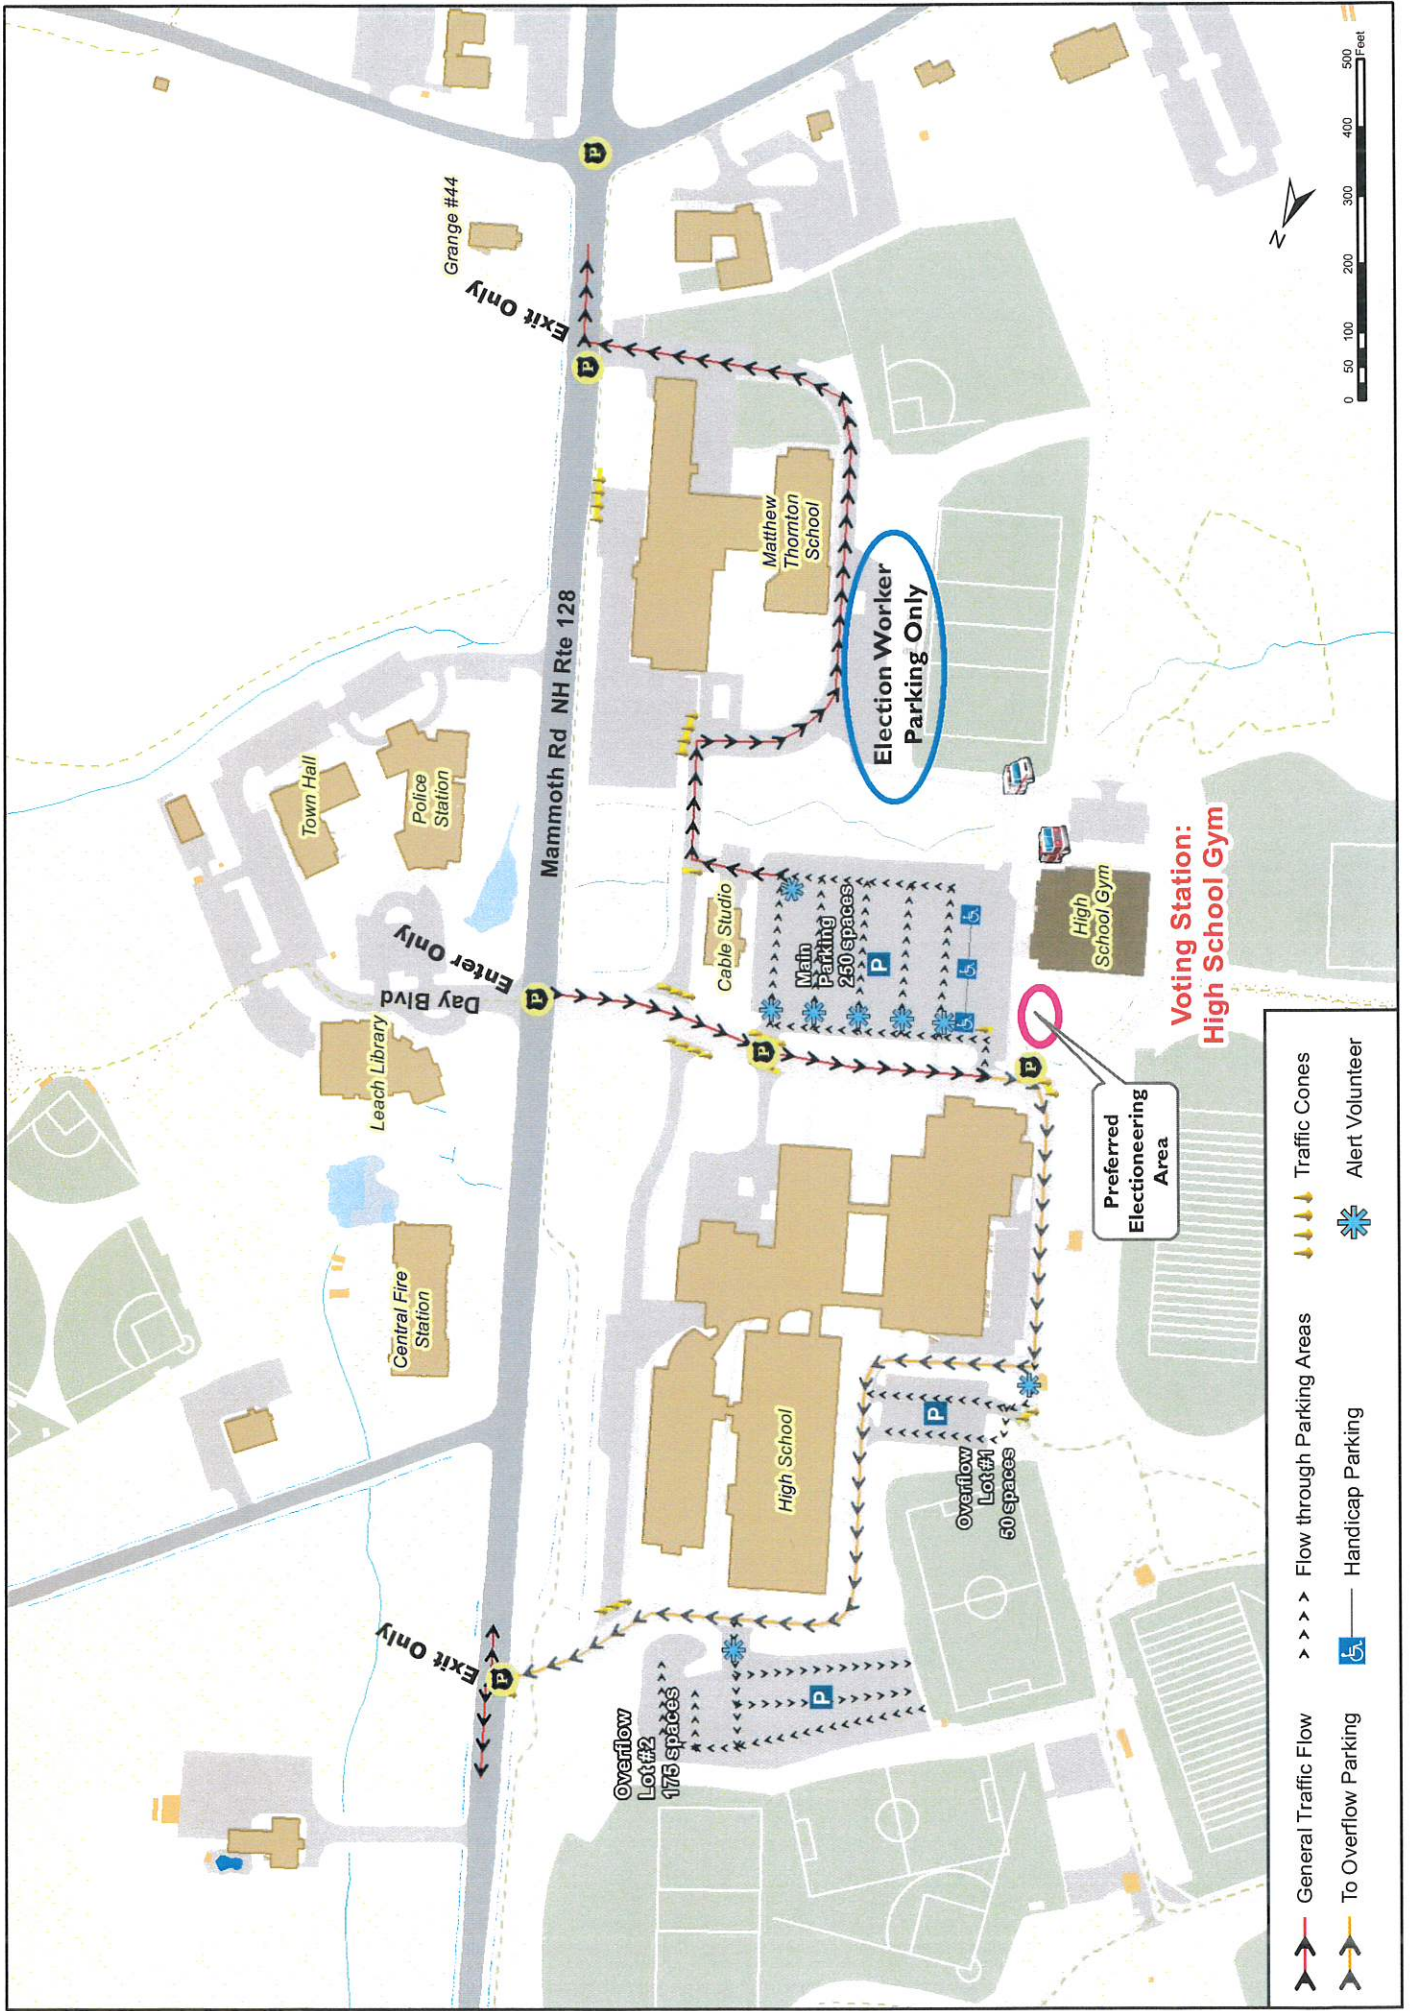 Grange #44
Exit Only
Town Hall
Police
Station
Mammoth Rd NH Rte 128
Matthew
Thornton
School
Election Worker
Parking Only
Enter Only
Day Blvd
Leach Library
Cable Studio
Main
Parking
250 spaces
P
High
School Gym
Voting Station:
High School Gym
Preferred
Electioneering
Area
Central Fire
Station
High School
Overflow
Lot #1
50 spaces
P
Exit Only
Overflow
Lot #2
175 spaces
P
P
P
P
P
P
P
N
0 50 100 200 300 400 500
Feet
General Traffic Flow
Flow through Parking Areas
Traffic Cones
To Overflow Parking
Handicap Parking
Alert Volunteer